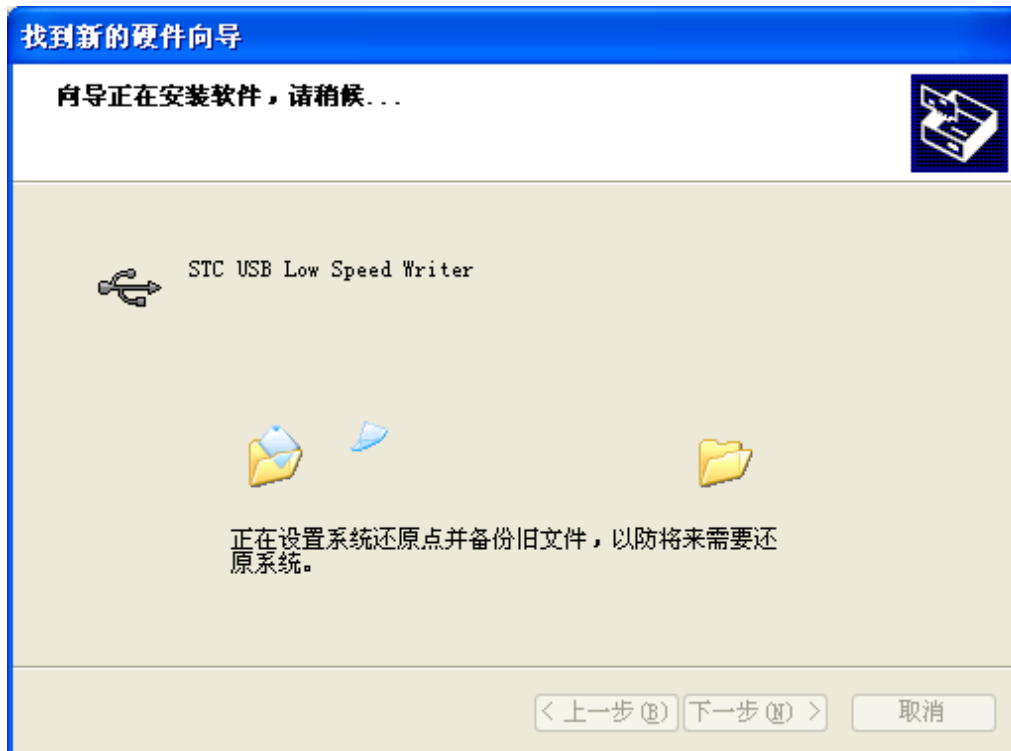 找到新的硬件向导
向导正在安装软件，请稍候...
STC USB Low Speed Writer
正在设置系统还原点并备份旧文件，以防将来需要还
原系统。
< 上一步(B) 下一步(N) > 取消